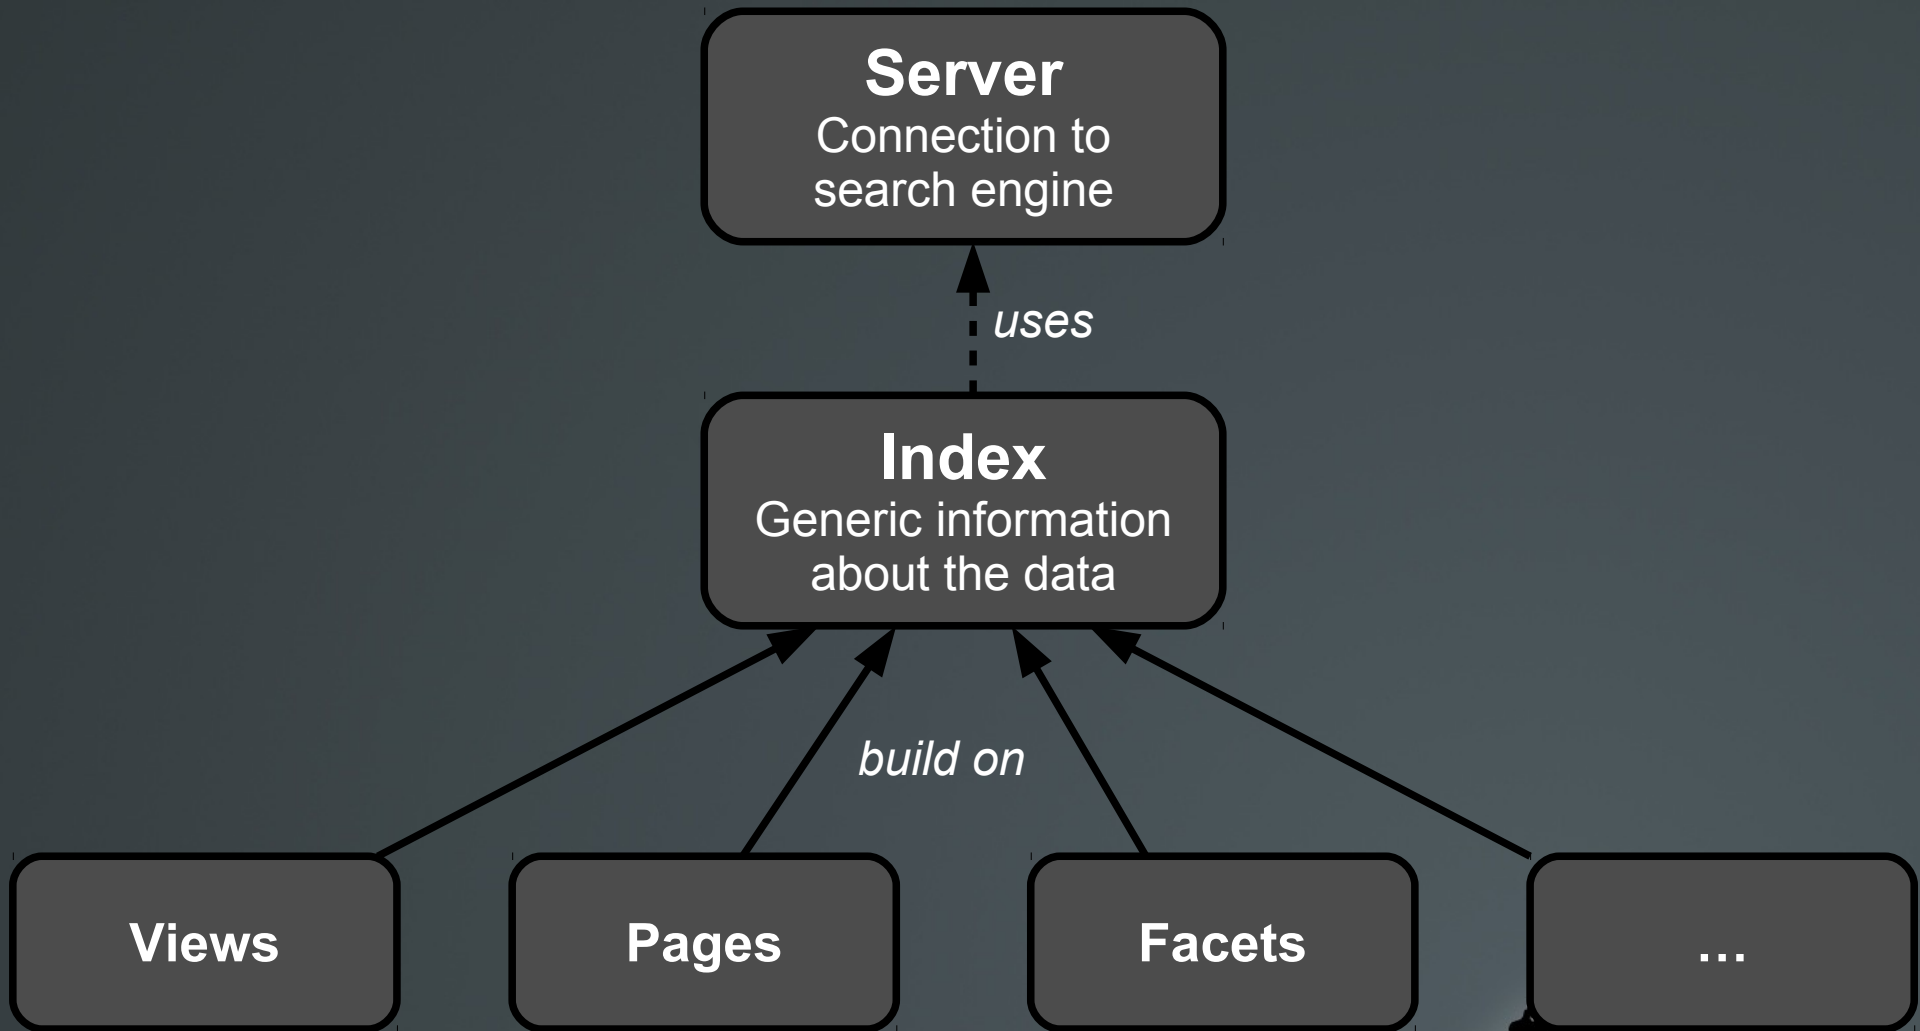 Server
Connection to
search engine
uses
Index
Generic information
about the data
build on
Views
Pages
Facets
...